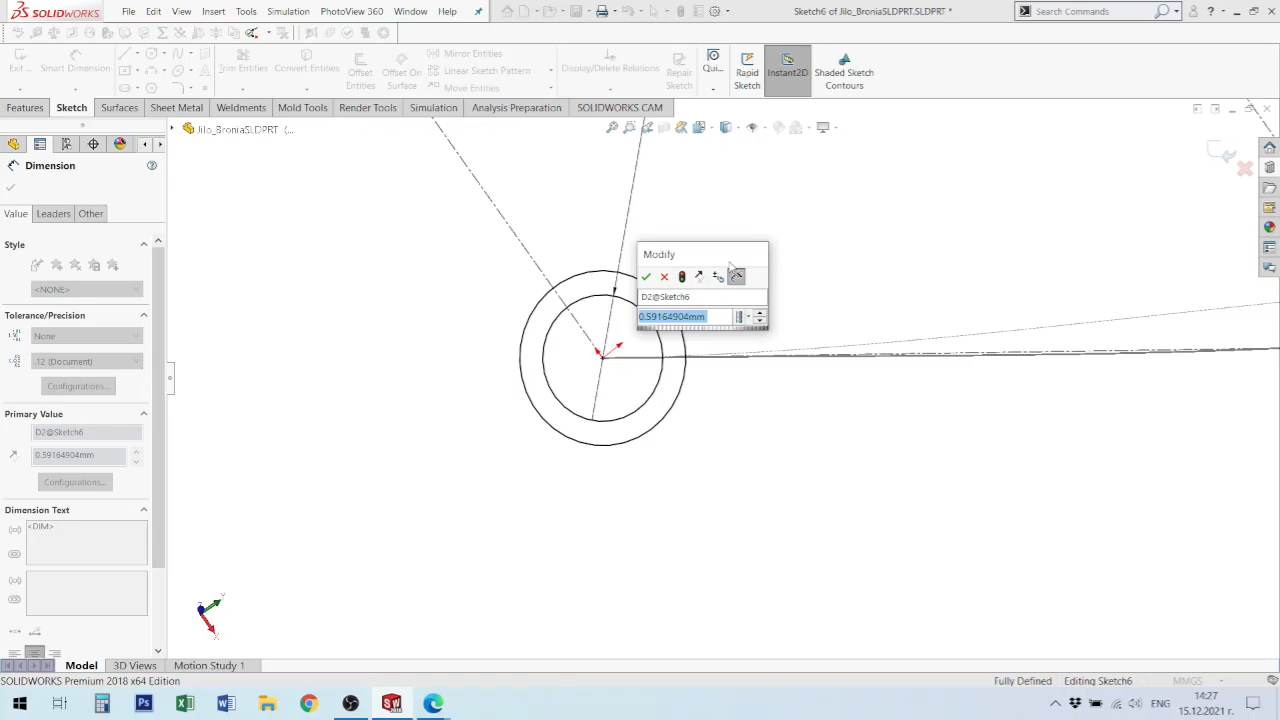 SOLIDWORKS File Edit View Insert Tools Simulation PhotoView 360 Window Help Sketch6 of Jilo_BroniaSLDPRT.SLDPRT * Search Commands
Exit ... Smart Dimension Trim Entities Convert Entities Offset Entities Offset On Surface Mirror Entities Linear Sketch Pattern Move Entities Display/Delete Relations Repair Sketch Qui... Rapid Sketch Instant2D Shaded Sketch Contours
Features Sketch Surfaces Sheet Metal Weldments Mold Tools Render Tools Simulation Analysis Preparation SOLIDWORKS CAM
Jilo_BroniaSLDPRT (...
Dimension
Value Leaders Other
Style
<NONE>
Tolerance/Precision
None
.12 (Document)
Configurations...
Primary Value
D2@Sketch6
0.59164904mm
Configurations...
Dimension Text
<DIM>
Modify
D2@Sketch6
0.59164904mm
Y
X
Z
Model 3D Views Motion Study 1
SOLIDWORKS Premium 2018 x64 Edition Fully Defined Editing Sketch6 MMGS
ENG 14:27
15.12.2021 г.